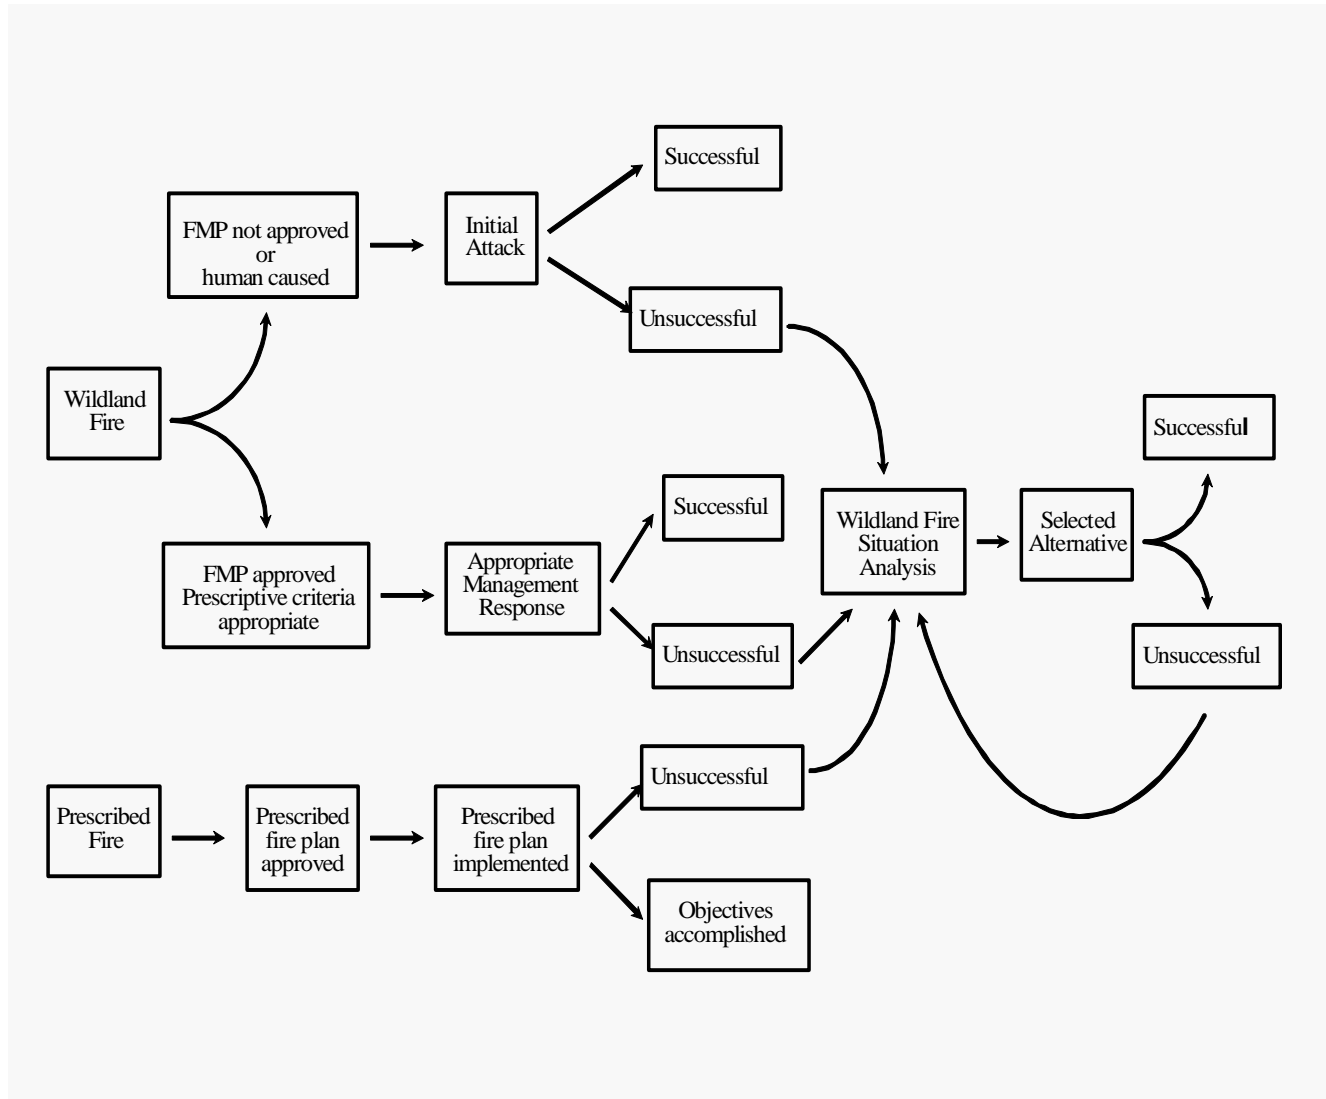 Successful
FMP not approved
or
human caused
Initial
Attack
Unsuccessful
Wildland
Fire
Successful
FMP approved
Prescriptive criteria
appropriate
Appropriate
Management
Response
Unsuccessful
Wildland Fire
Situation
Analysis
Selected
Alternative
Successful
Unsuccessful
Prescribed
Fire
Prescribed
fire plan
approved
Prescribed
fire plan
implemented
Unsuccessful
Objectives
accomplished